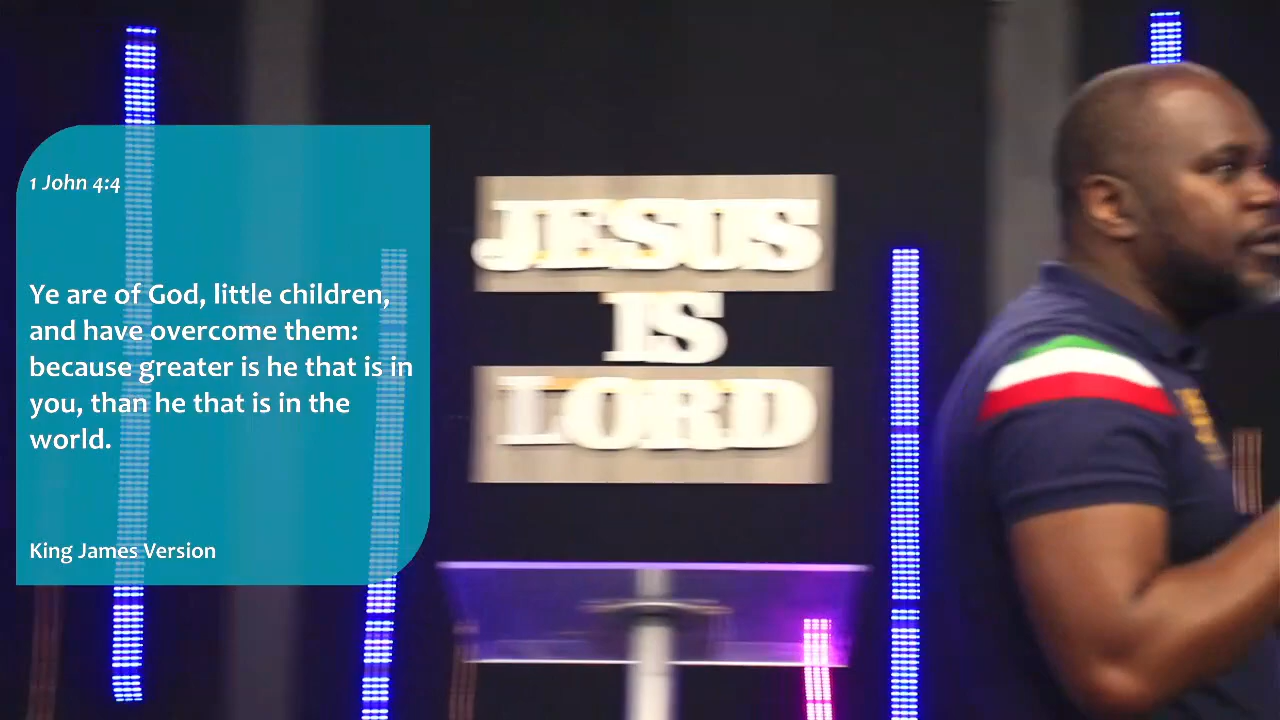 1 John 4:4
Ye are of God, little children,
and have overcome them:
because greater is he that is in
you, than he that is in the
world.
King James Version
JESUS
IS
LORD